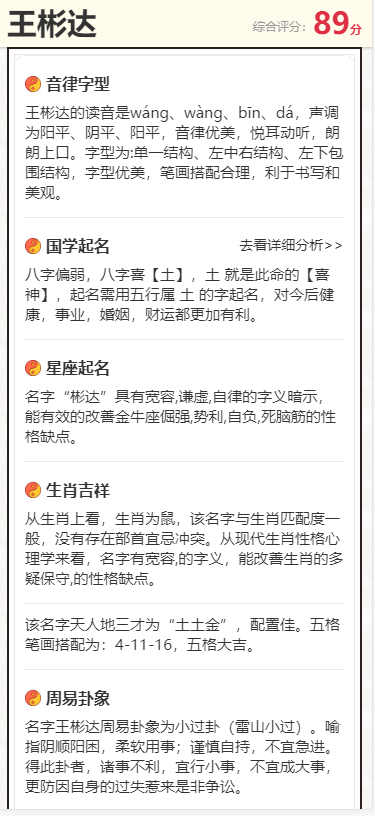 王彬达
综合评分：89分
音律字型
王彬达的读音是wáng、wàng、bīn、dá，声调
为阳平、阴平、阳平，音律优美，悦耳动听，朗
朗上口。字型为:单一结构、左中右结构、左下包
围结构，字型优美，笔画搭配合理，利于书写和
美观。
国学起名
去看详细分析>>
八字偏弱，八字喜【土】，土 就是此命的【喜
神】，起名需用五行属 土 的字起名，对今后健
康，事业，婚姻，财运都更加有利。
星座起名
名字“彬达”具有宽容,谦虚,自律的字义暗示，
能有效的改善金牛座倔强,势利,自负,死脑筋的性
格缺点。
生肖吉祥
从生肖上看，生肖为鼠，该名字与生肖匹配度一
般，没有存在部首宜忌冲突。从现代生肖性格心
理学来看，名字有宽容,的字义，能改善生肖的多
疑保守,的性格缺点。
该名字天人地三才为“土土金”，配置佳。五格
笔画搭配为：4-11-16，五格大吉。
周易卦象
名字王彬达周易卦象为小过卦（雷山小过）。喻
指阴顺阳困，柔软用事；谨慎自持，不宜急进。
得此卦者，诸事不利，宜行小事，不宜成大事，
更防因自身的过失惹来是非争讼。